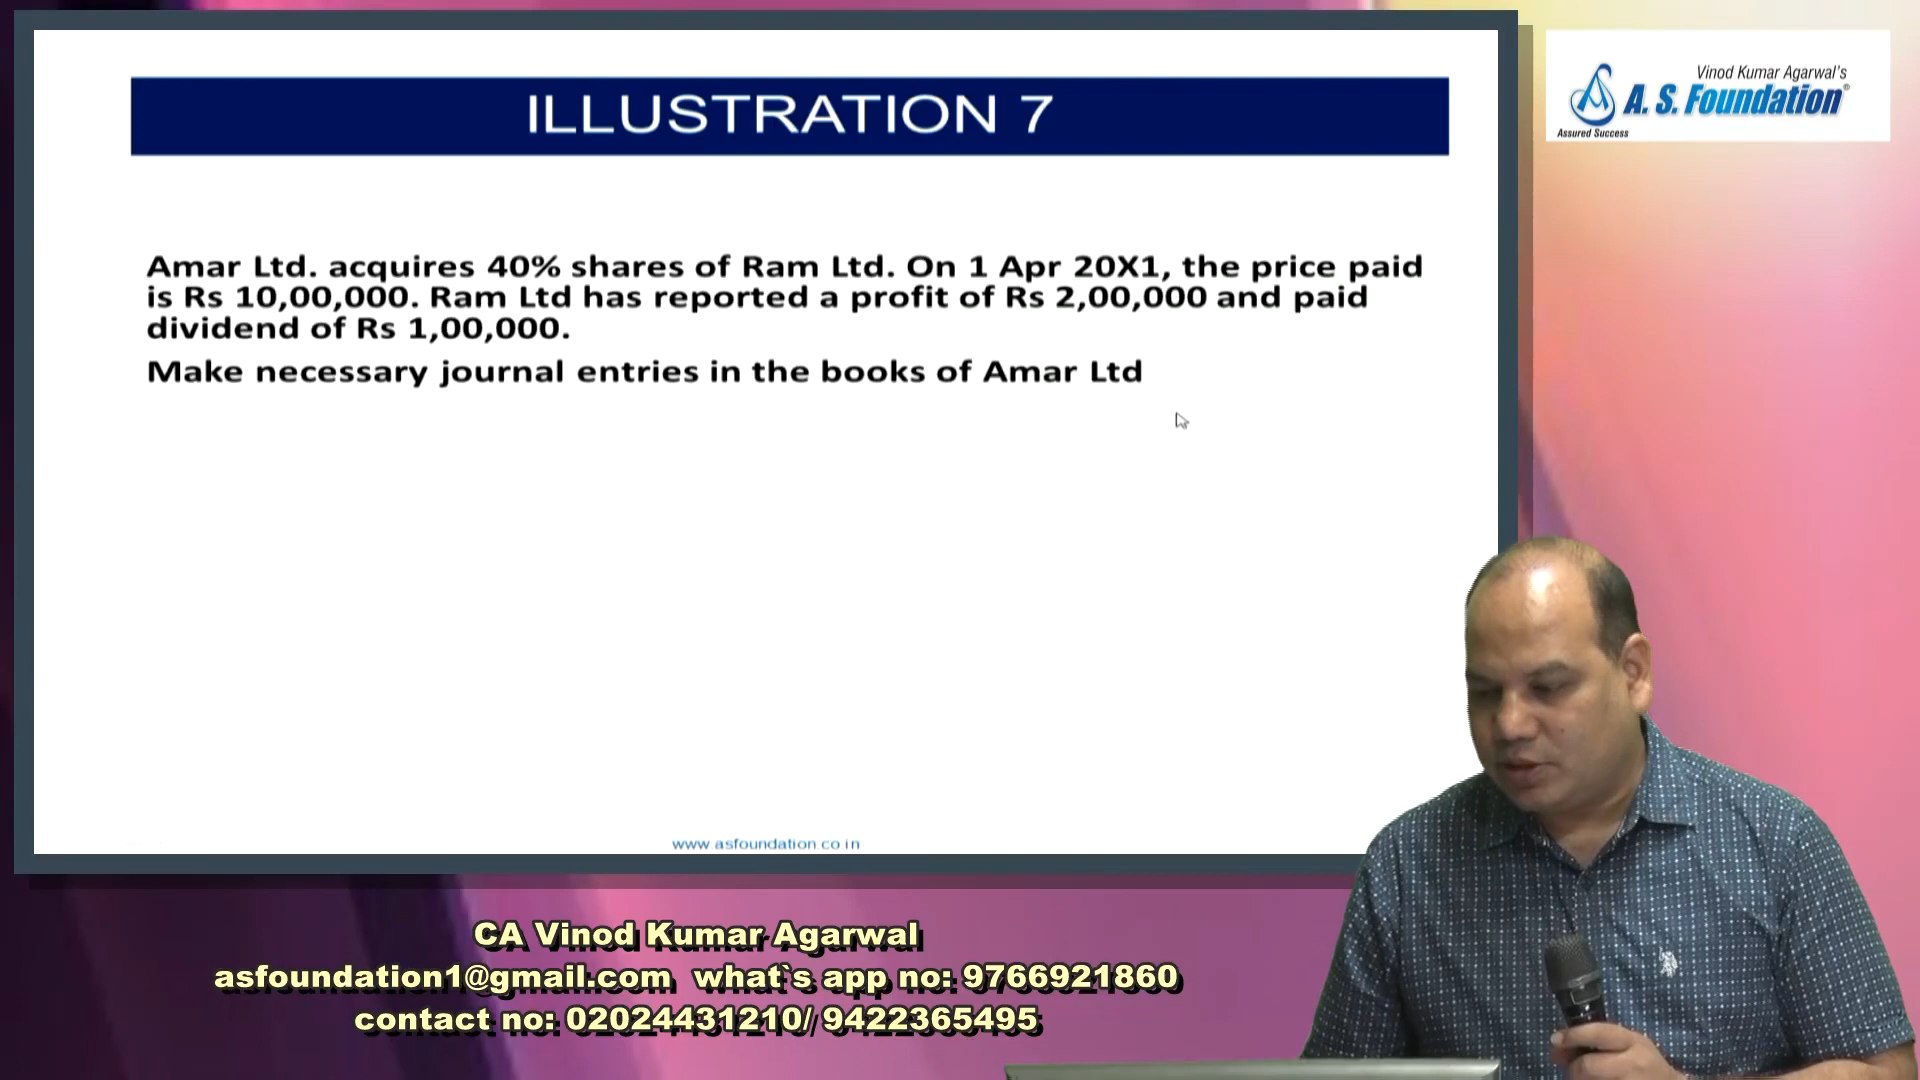 ILLUSTRATION 7
Vinod Kumar Agarwal's
A. S. Foundation®
Assured Success
Amar Ltd. acquires 40% shares of Ram Ltd. On 1 Apr 20X1, the price paid
is Rs 10,00,000. Ram Ltd has reported a profit of Rs 2,00,000 and paid
dividend of Rs 1,00,000.
Make necessary journal entries in the books of Amar Ltd
www.asfoundation.co.in
CA Vinod Kumar Agarwal
asfoundation1@gmail.com what`s app no: 9766921860
contact no: 02024431210/ 9422365495